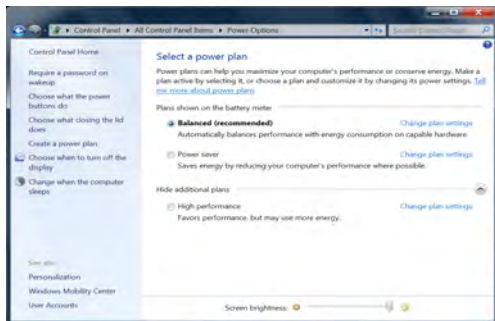 Control Panel ▸ All Control Panel Items ▸ Power Options
Search Control Panel
Control Panel Home
Require a password on
wakeup
Choose what the power
buttons do
Choose what closing the lid
does
Create a power plan
Choose when to turn off the
display
Change when the computer
sleeps
See also
Personalization
Windows Mobility Center
User Accounts
Select a power plan
Power plans can help you maximize your computer's performance or conserve energy. Make a
plan active by selecting it, or choose a plan and customize it by changing its power settings. Tell
me more about power plans
Plans shown on the battery meter
Balanced (recommended) Change plan settings
Automatically balances performance with energy consumption on capable hardware.
Power saver Change plan settings
Saves energy by reducing your computer's performance where possible.
Hide additional plans
High performance Change plan settings
Favors performance, but may use more energy.
Screen brightness: